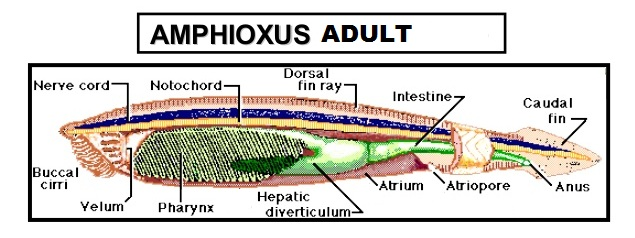 AMPHIOXUS ADULT
Nerve cord
Notochord
Dorsal
fin ray
Intestine
Caudal
fin
Buccal
cirri
Velum
Pharynx
Hepatic
diverticulum
Atrium
Atriopore
Anus